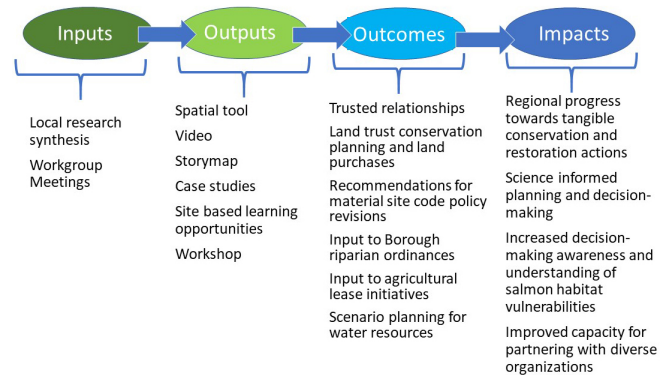 Inputs
Outputs
Outcomes
Impacts
Local research
synthesis
Workgroup
Meetings
Spatial tool
Video
Storymap
Case studies
Site based learning
opportunities
Workshop
Trusted relationships
Land trust conservation
planning and land
purchases
Recommendations for
material site code policy
revisions
Input to Borough
riparian ordinances
Input to agricultural
lease initiatives
Scenario planning for
water resources
Regional progress
towards tangible
conservation and
restoration actions
Science informed
planning and decision-
making
Increased decision-
making awareness and
understanding of
salmon habitat
vulnerabilities
Improved capacity for
partnering with diverse
organizations